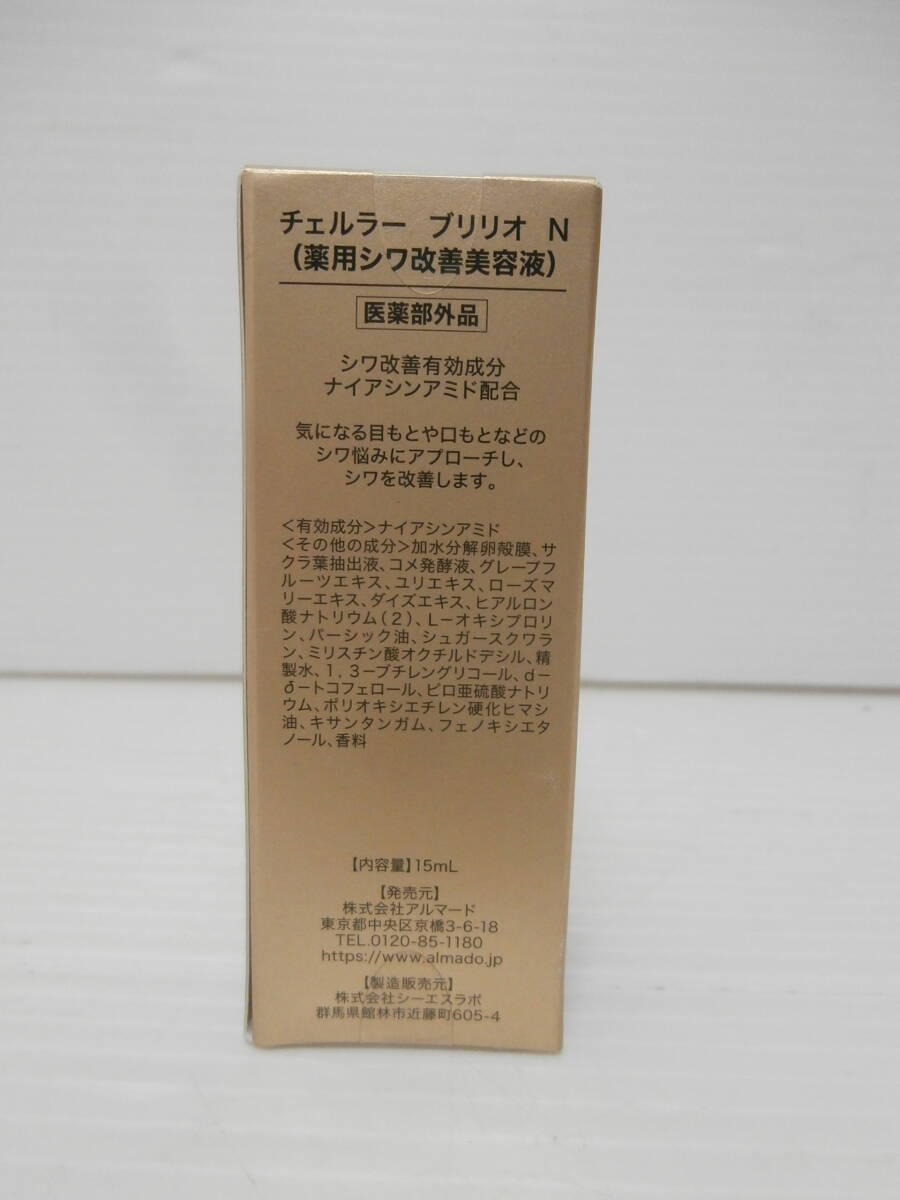 チェルラー ブリリオ N
（薬用シワ改善美容液）
医薬部外品
シワ改善有効成分
ナイアシンアミド配合
気になる目もとや口もとなどの
シワ悩みにアプローチし、
シワを改善します。
＜有効成分＞ナイアシンアミド
＜その他の成分＞加水分解卵殻膜、サ
クラ葉抽出液、コメ発酵液、グレープフ
ルーツエキス、ユリエキス、ローズマ
リーエキス、ダイズエキス、ヒアルロン
酸ナトリウム（2）、L−オキシプロリ
ン、パーシック油、シュガースクワラ
ン、ミリスチン酸オクチルドデシル、精
製水、1，3−ブチレングリコール、d−
δ−トコフェロール、ピロ亜硫酸ナトリ
ウム、ポリオキシエチレン硬化ヒマシ
油、キサンタンガム、フェノキシエタ
ノール、香料
【内容量】15mL
【発売元】
株式会社アルマード
東京都中央区京橋3-6-18
TEL.0120-85-1180
https://www.almado.jp
【製造販売元】
株式会社シーエスラボ
群馬県館林市近藤町605-4